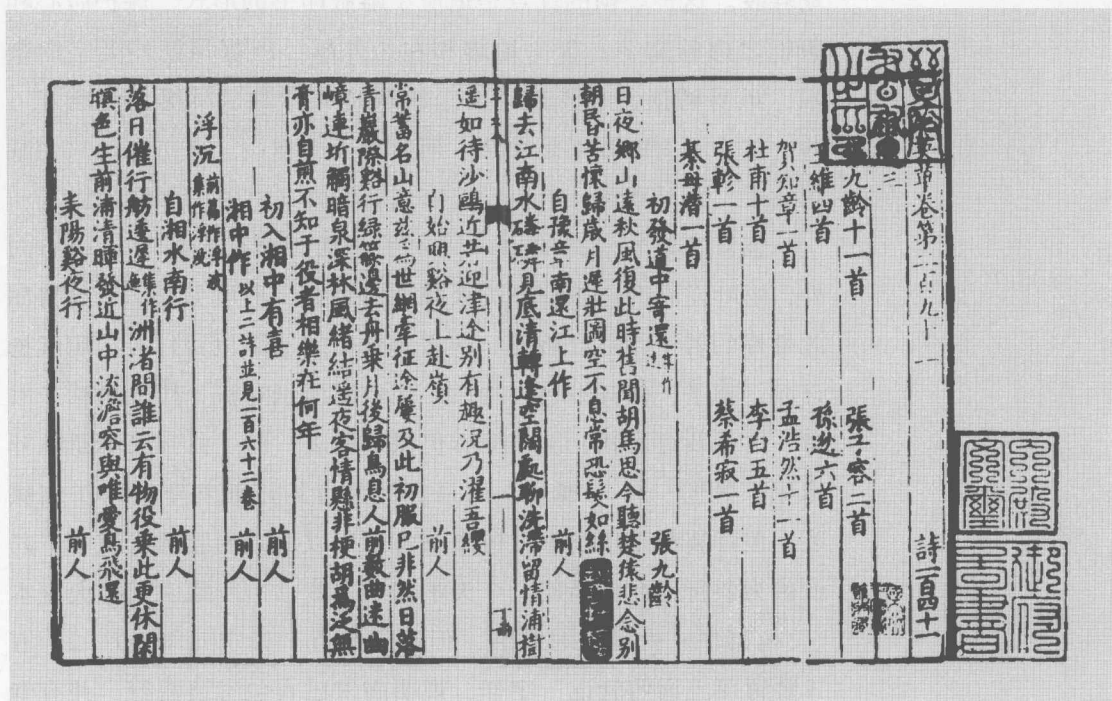 華卷第二百九十一 詩一百四十一
三
九齡十一首 張子容二首
王維四首 孫逖六首
賀知章一首 孟浩然十一首
杜甫十首 李白五首
張軫一首 蔡希寂一首
綦毋潛一首
初發道中寄還 張九齡
日夜鄉山遠秋風復此時舊聞胡馬思今聽楚猿悲念別
朝昏苦懷歸歲月遲壯圖空不息常恐髮如絲
自豫章南還江上作 前人
歸去江南水磷磷見底清轉逢空闊處聊洗滯留情浦樹
遥如待沙鷗近共迎津途別有趣況乃濯吾纓
自始興谿夜上赴嶺 前人
常蓄名山意茲為世網牽征途屢及此初服已非然日落
青巖際谿行綠篠邊去舟乘月後歸鳥息人前數曲迷幽
嶂連圻觸暗泉深林風緒結遥夜客情縣非梗胡為泛無
膏亦自煎不知于役者相樂在何年
初入湘中有喜 前人
湘中作 以上二詩並見一百六十二卷 前人
浮沉
自湘水南行 前人
落日催行舫逶迤 洲渚間誰云有物役乘此更休閑
暝色生前浦清暉發近山中流澹容與唯愛鳥飛還
耒陽谿夜行 前人